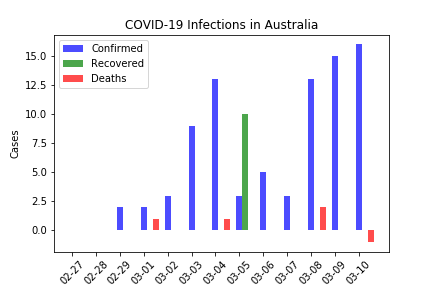 COVID-19 Infections in Australia
Confirmed
Recovered
Deaths
Cases
15.0
12.5
10.0
7.5
5.0
2.5
0.0
02-27 02-28 02-29 03-01 03-02 03-03 03-04 03-05 03-06 03-07 03-08 03-09 03-10